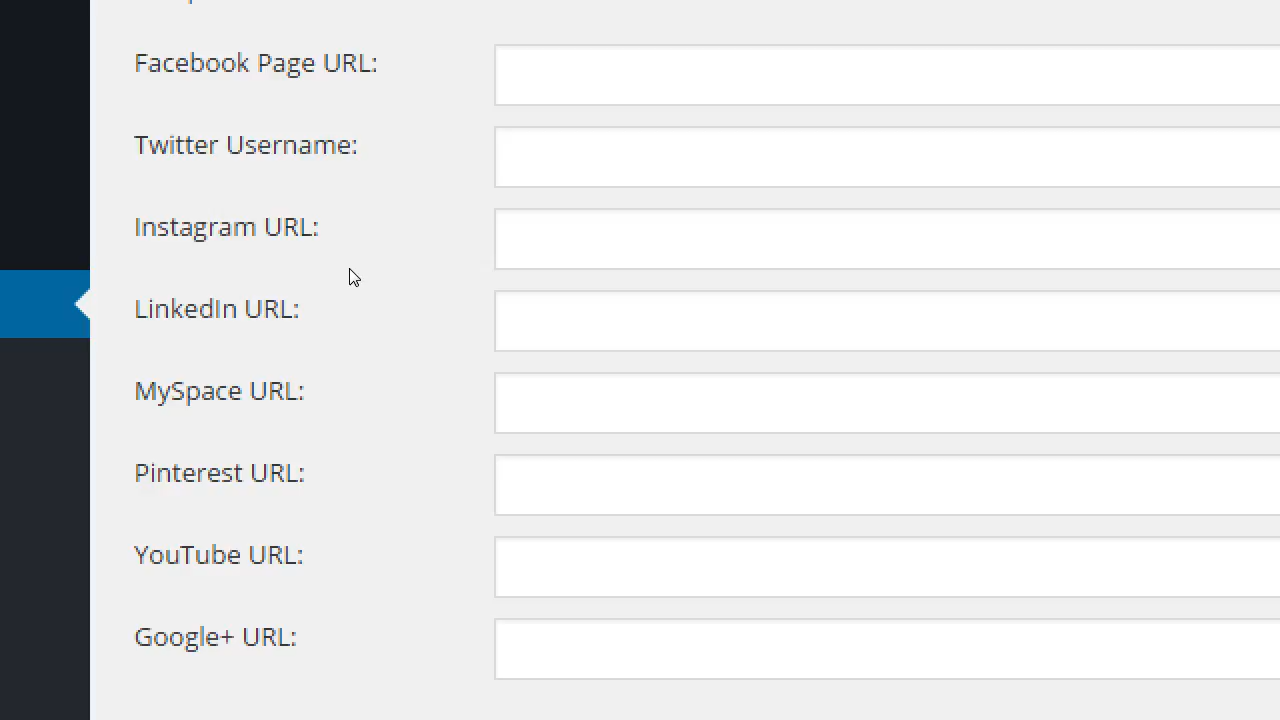 Facebook Page URL:
Twitter Username:
Instagram URL:
LinkedIn URL:
MySpace URL:
Pinterest URL:
YouTube URL:
Google+ URL: